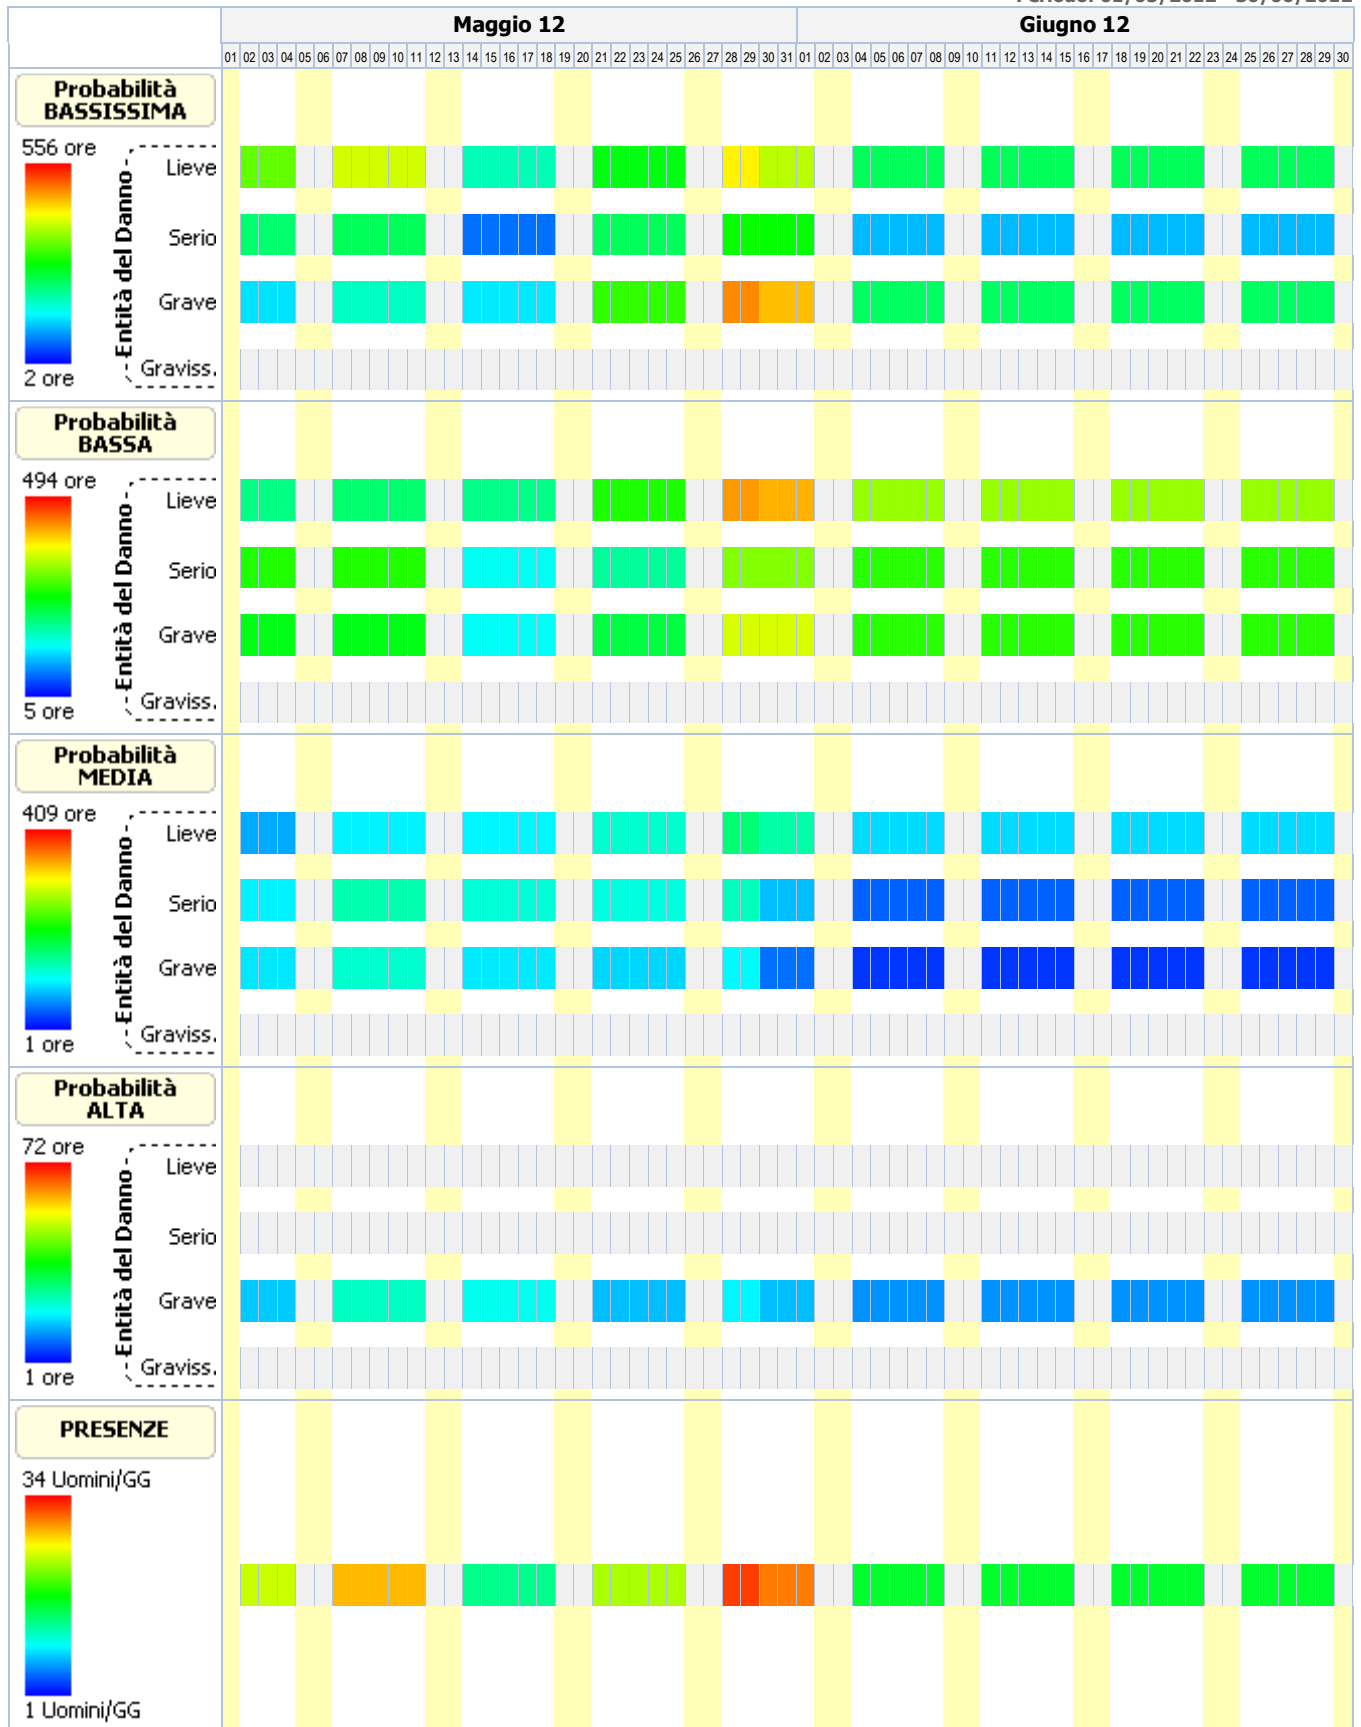 Maggio 12 Giugno 12
01 02 03 04 05 06 07 08 09 10 11 12 13 14 15 16 17 18 19 20 21 22 23 24 25 26 27 28 29 30 31 01 02 03 04 05 06 07 08 09 10 11 12 13 14 15 16 17 18 19 20 21 22 23 24 25 26 27 28 29 30
Probabilità
BASSISSIMA
556 ore
Entità del Danno
Lieve
Serio
Grave
Graviss.
2 ore
Probabilità
BASSA
494 ore
Entità del Danno
Lieve
Serio
Grave
Graviss.
5 ore
Probabilità
MEDIA
409 ore
Entità del Danno
Lieve
Serio
Grave
Graviss.
1 ore
Probabilità
ALTA
72 ore
Entità del Danno
Lieve
Serio
Grave
Graviss.
1 ore
PRESENZE
34 Uomini/GG
1 Uomini/GG